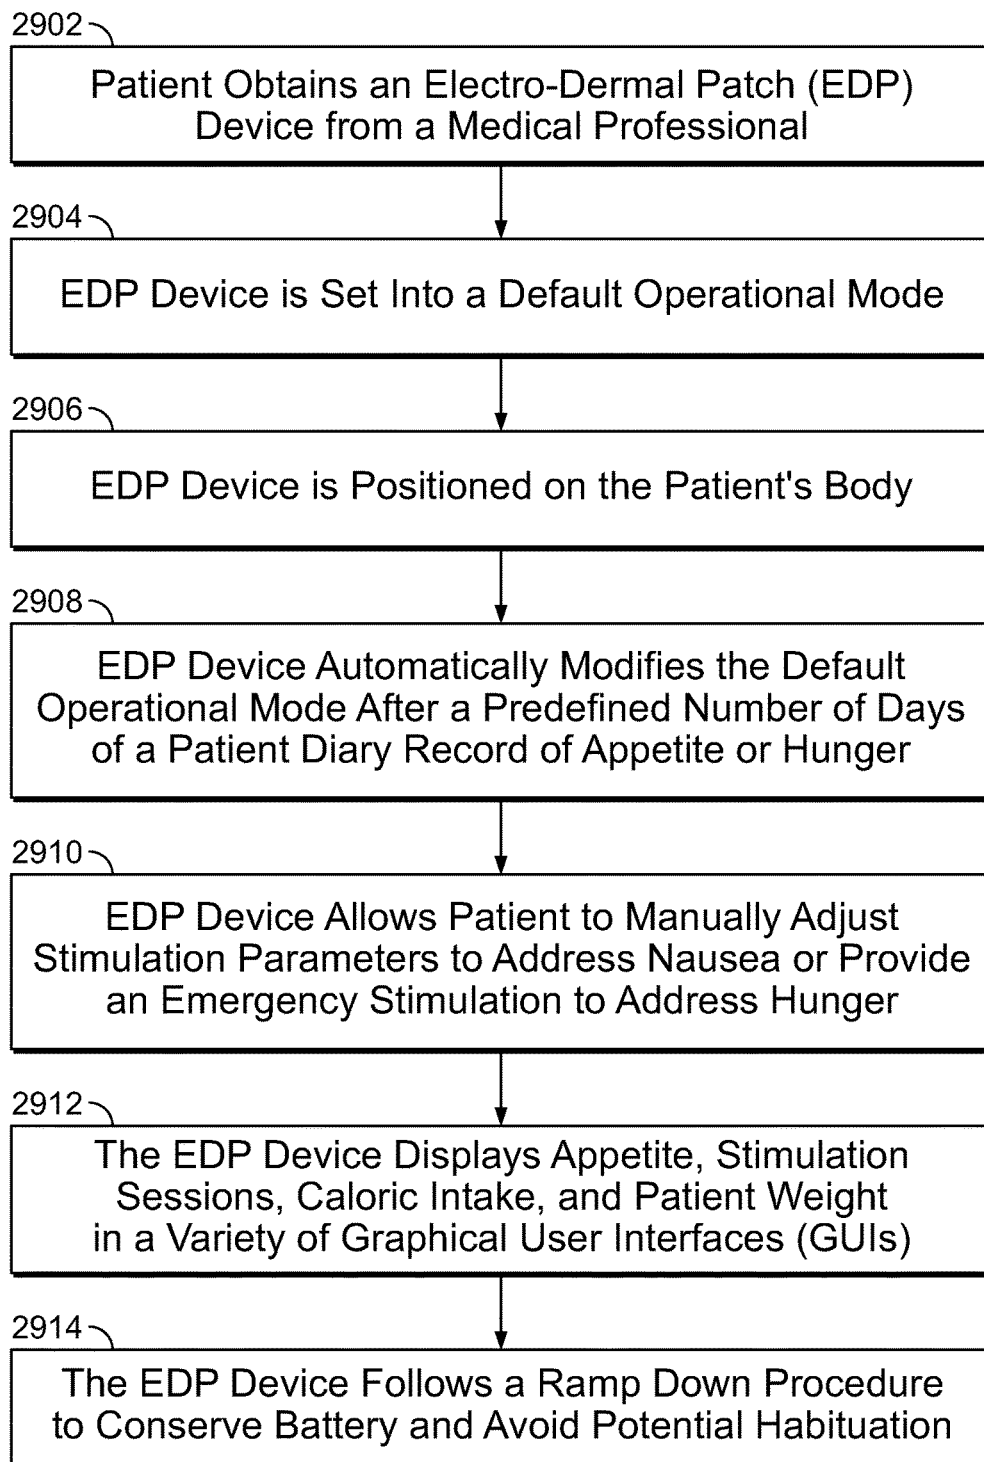 2902
Patient Obtains an Electro-Dermal Patch (EDP)
Device from a Medical Professional
2904
EDP Device is Set Into a Default Operational Mode
2906
EDP Device is Positioned on the Patient's Body
2908
EDP Device Automatically Modifies the Default
Operational Mode After a Predefined Number of Days
of a Patient Diary Record of Appetite or Hunger
2910
EDP Device Allows Patient to Manually Adjust
Stimulation Parameters to Address Nausea or Provide
an Emergency Stimulation to Address Hunger
2912
The EDP Device Displays Appetite, Stimulation
Sessions, Caloric Intake, and Patient Weight
in a Variety of Graphical User Interfaces (GUIs)
2914
The EDP Device Follows a Ramp Down Procedure
to Conserve Battery and Avoid Potential Habituation